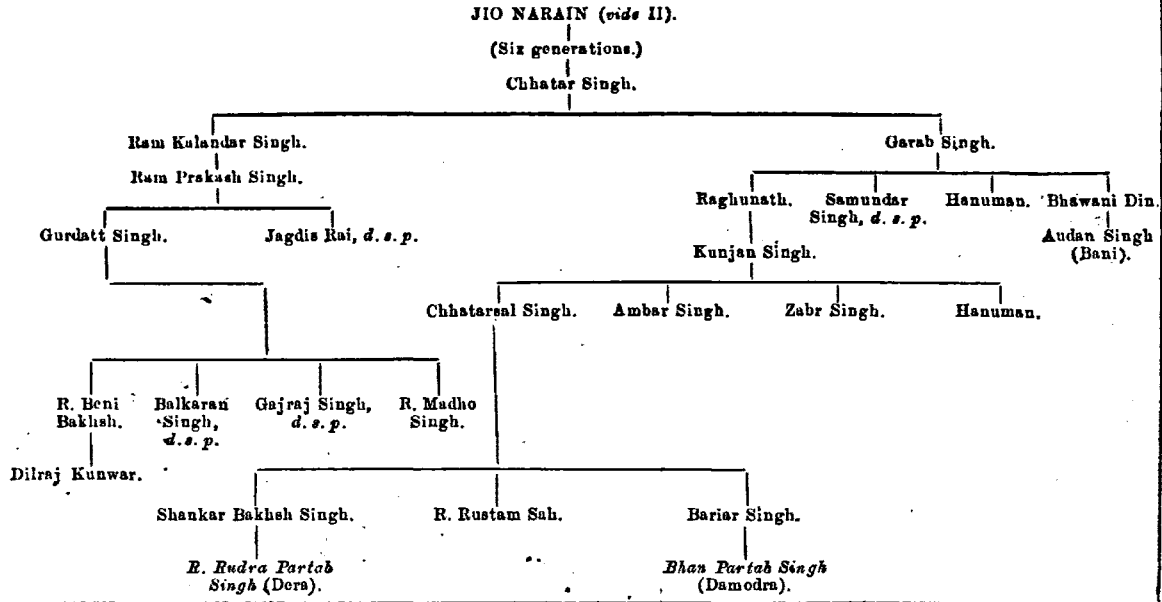 JIO NARAIN (vide II).
(Six generations.)
Chhatar Singh.
Ram Kalandar Singh. Garab Singh.
Ram Prakash Singh.
Raghunath. Samundar Singh, d. s. p. Hanuman. Bhawani Din.
Gurdatt Singh. Jagdis Rai, d. s. p.
Audan Singh (Bani).
Kunjan Singh.
Chhatarsal Singh. Ambar Singh. Zabr Singh. Hanuman.
R. Beni Bakhsh. Balkaran Singh, d. s. p. Gajraj Singh, d. s. p. R. Madho Singh.
Dilraj Kunwar.
Shankar Bakhsh Singh. R. Rustam Sah. Bariar Singh.
R. Rudra Partab Singh (Dera). Bhan Partab Singh (Damodra).